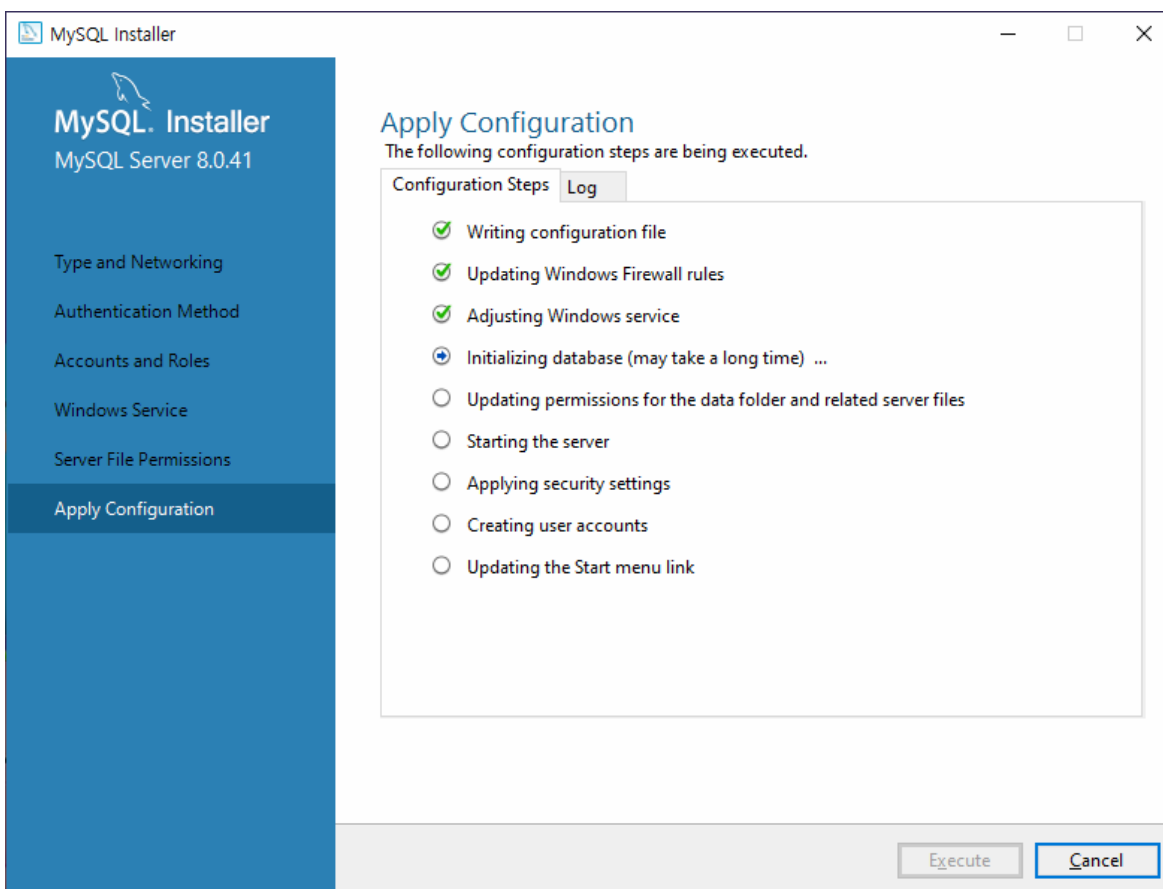 MySQL Installer
MySQL. Installer
MySQL Server 8.0.41
Type and Networking
Authentication Method
Accounts and Roles
Windows Service
Server File Permissions
Apply Configuration
Apply Configuration
The following configuration steps are being executed.
Configuration Steps Log
Writing configuration file
Updating Windows Firewall rules
Adjusting Windows service
Initializing database (may take a long time) ...
Updating permissions for the data folder and related server files
Starting the server
Applying security settings
Creating user accounts
Updating the Start menu link
Execute Cancel